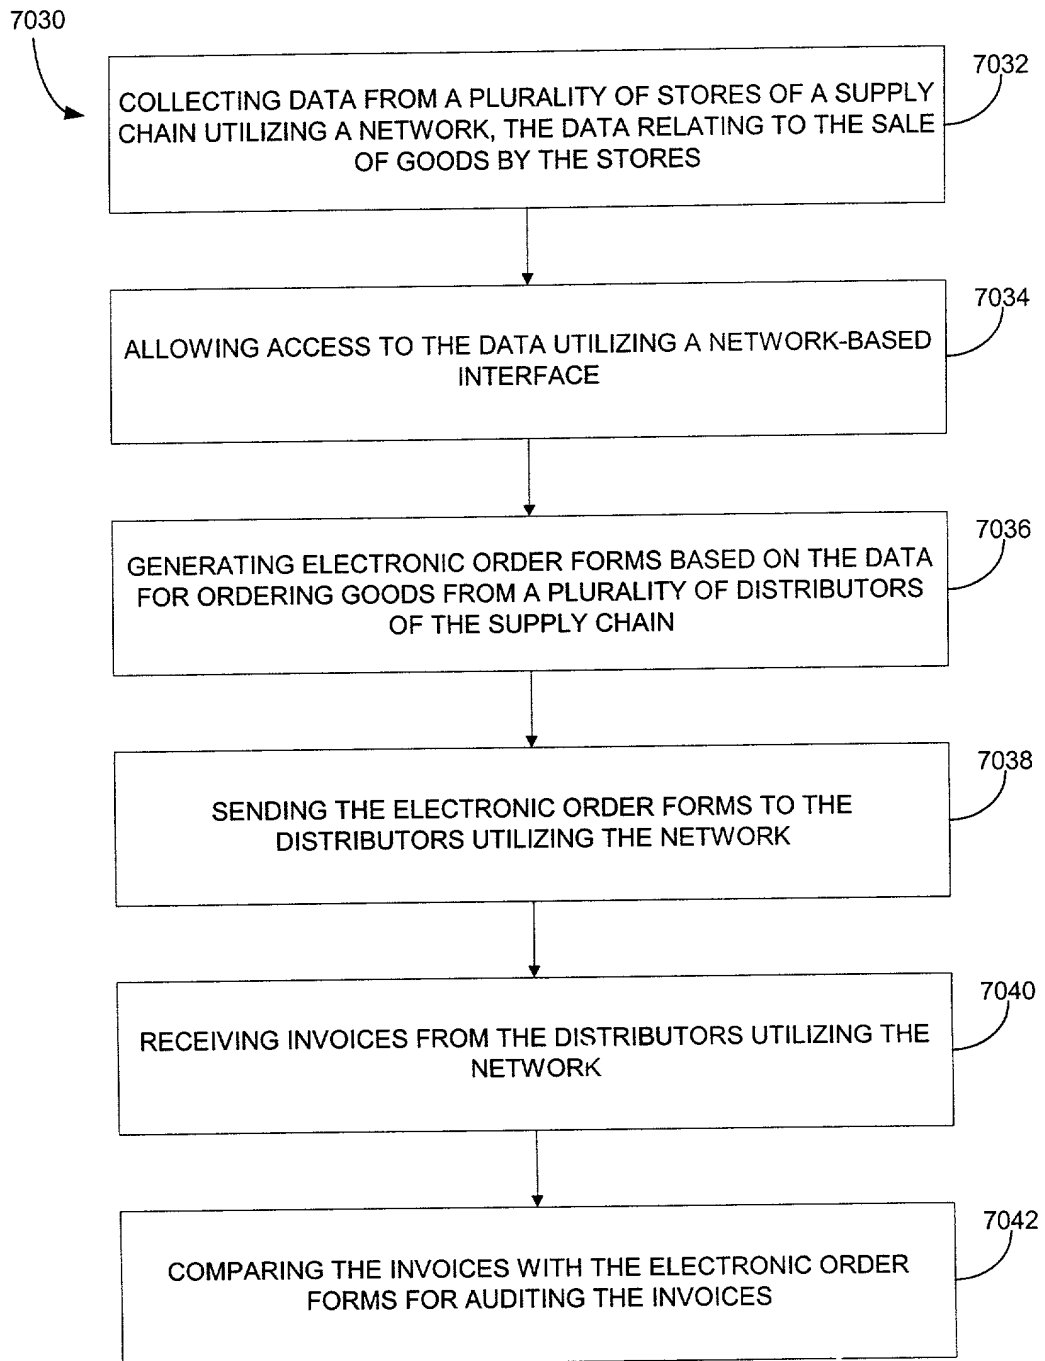 7030
7032
COLLECTING DATA FROM A PLURALITY OF STORES OF A SUPPLY
CHAIN UTILIZING A NETWORK, THE DATA RELATING TO THE SALE
OF GOODS BY THE STORES
7034
ALLOWING ACCESS TO THE DATA UTILIZING A NETWORK-BASED
INTERFACE
7036
GENERATING ELECTRONIC ORDER FORMS BASED ON THE DATA
FOR ORDERING GOODS FROM A PLURALITY OF DISTRIBUTORS
OF THE SUPPLY CHAIN
7038
SENDING THE ELECTRONIC ORDER FORMS TO THE
DISTRIBUTORS UTILIZING THE NETWORK
7040
RECEIVING INVOICES FROM THE DISTRIBUTORS UTILIZING THE
NETWORK
7042
COMPARING THE INVOICES WITH THE ELECTRONIC ORDER
FORMS FOR AUDITING THE INVOICES